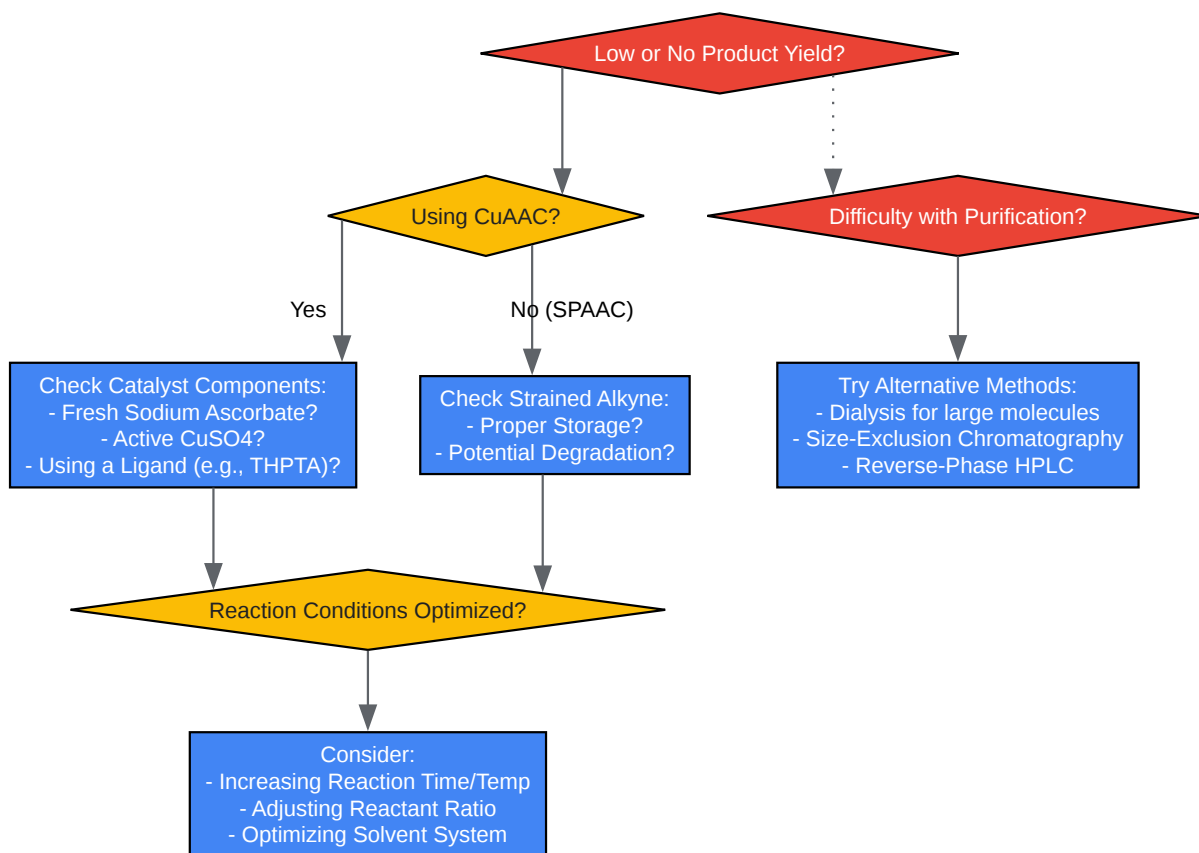 Low or No Product Yield?
Using CuAAC?
Difficulty with Purification?
Yes
No (SPAAC)
Check Catalyst Components:
- Fresh Sodium Ascorbate?
- Active CuSO4?
- Using a Ligand (e.g., THPTA)?
Check Strained Alkyne:
- Proper Storage?
- Potential Degradation?
Try Alternative Methods:
- Dialysis for large molecules
- Size-Exclusion Chromatography
- Reverse-Phase HPLC
Reaction Conditions Optimized?
Consider:
- Increasing Reaction Time/Temp
- Adjusting Reactant Ratio
- Optimizing Solvent System